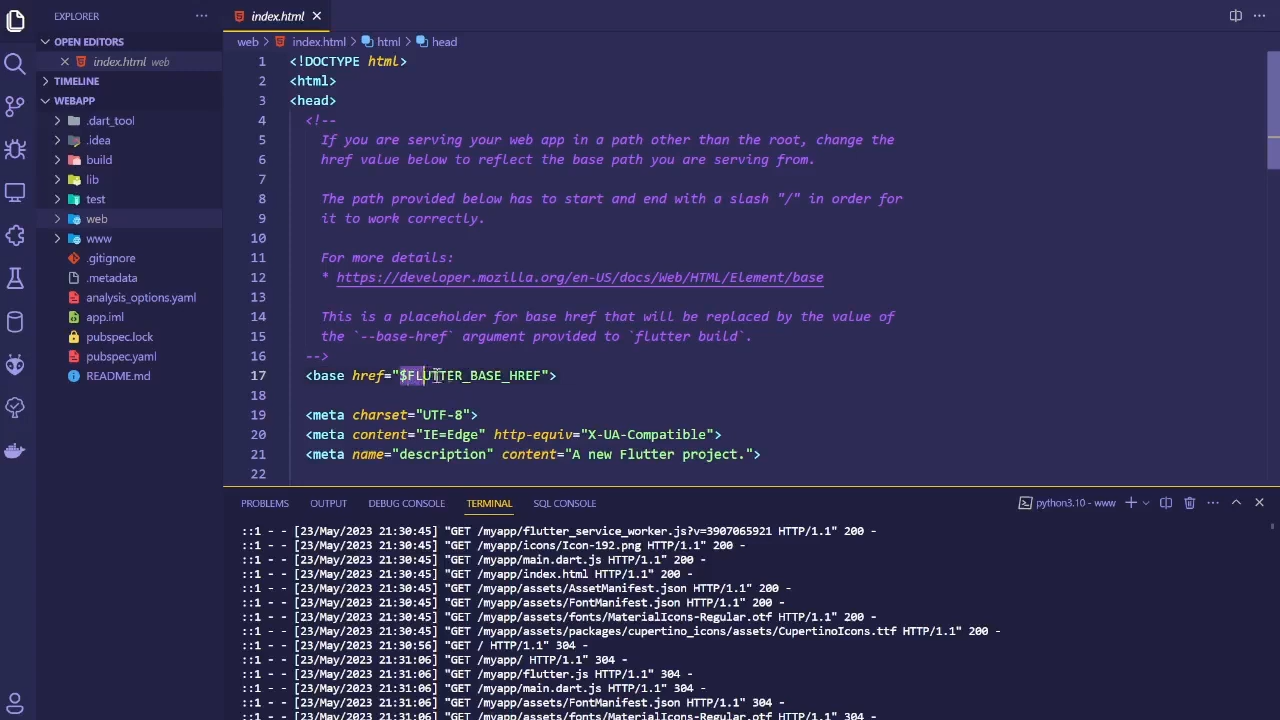 EXPLORER
OPEN EDITORS
index.html web
TIMELINE
WEBAPP
.dart_tool
.idea
build
lib
test
web
www
.gitignore
.metadata
analysis_options.yaml
app.iml
pubspec.lock
pubspec.yaml
README.md
index.html
web > index.html > html > head
1 <!DOCTYPE html>
2 <html>
3 <head>
4 <!--
5 If you are serving your web app in a path other than the root, change the
6 href value below to reflect the base path you are serving from.
7
8 The path provided below has to start and end with a slash "/" in order for
9 it to work correctly.
10
11 For more details:
12 * https://developer.mozilla.org/en-US/docs/Web/HTML/Element/base
13
14 This is a placeholder for base href that will be replaced by the value of
15 the `--base-href` argument provided to `flutter build`.
16 -->
17 <base href="$FLUTTER_BASE_HREF">
18
19 <meta charset="UTF-8">
20 <meta content="IE=Edge" http-equiv="X-UA-Compatible">
21 <meta name="description" content="A new Flutter project.">
22
PROBLEMS OUTPUT DEBUG CONSOLE TERMINAL SQL CONSOLE python3.10 - www
::1 - - [23/May/2023 21:30:45] "GET /myapp/flutter_service_worker.js?v=3907065921 HTTP/1.1" 200 -
::1 - - [23/May/2023 21:30:45] "GET /myapp/icons/Icon-192.png HTTP/1.1" 200 -
::1 - - [23/May/2023 21:30:45] "GET /myapp/main.dart.js HTTP/1.1" 200 -
::1 - - [23/May/2023 21:30:45] "GET /myapp/index.html HTTP/1.1" 200 -
::1 - - [23/May/2023 21:30:45] "GET /myapp/assets/AssetManifest.json HTTP/1.1" 200 -
::1 - - [23/May/2023 21:30:45] "GET /myapp/assets/FontManifest.json HTTP/1.1" 200 -
::1 - - [23/May/2023 21:30:45] "GET /myapp/assets/fonts/MaterialIcons-Regular.otf HTTP/1.1" 200 -
::1 - - [23/May/2023 21:30:45] "GET /myapp/assets/packages/cupertino_icons/assets/CupertinoIcons.ttf HTTP/1.1" 200 -
::1 - - [23/May/2023 21:30:56] "GET / HTTP/1.1" 304 -
::1 - - [23/May/2023 21:31:06] "GET /myapp/ HTTP/1.1" 304 -
::1 - - [23/May/2023 21:31:06] "GET /myapp/flutter.js HTTP/1.1" 304 -
::1 - - [23/May/2023 21:31:06] "GET /myapp/main.dart.js HTTP/1.1" 304 -
::1 - - [23/May/2023 21:31:06] "GET /myapp/assets/FontManifest.json HTTP/1.1" 304 -
::1 - - [23/May/2023 21:31:06] "GET /myapp/assets/fonts/MaterialIcons-Regular.otf HTTP/1.1" 304 -